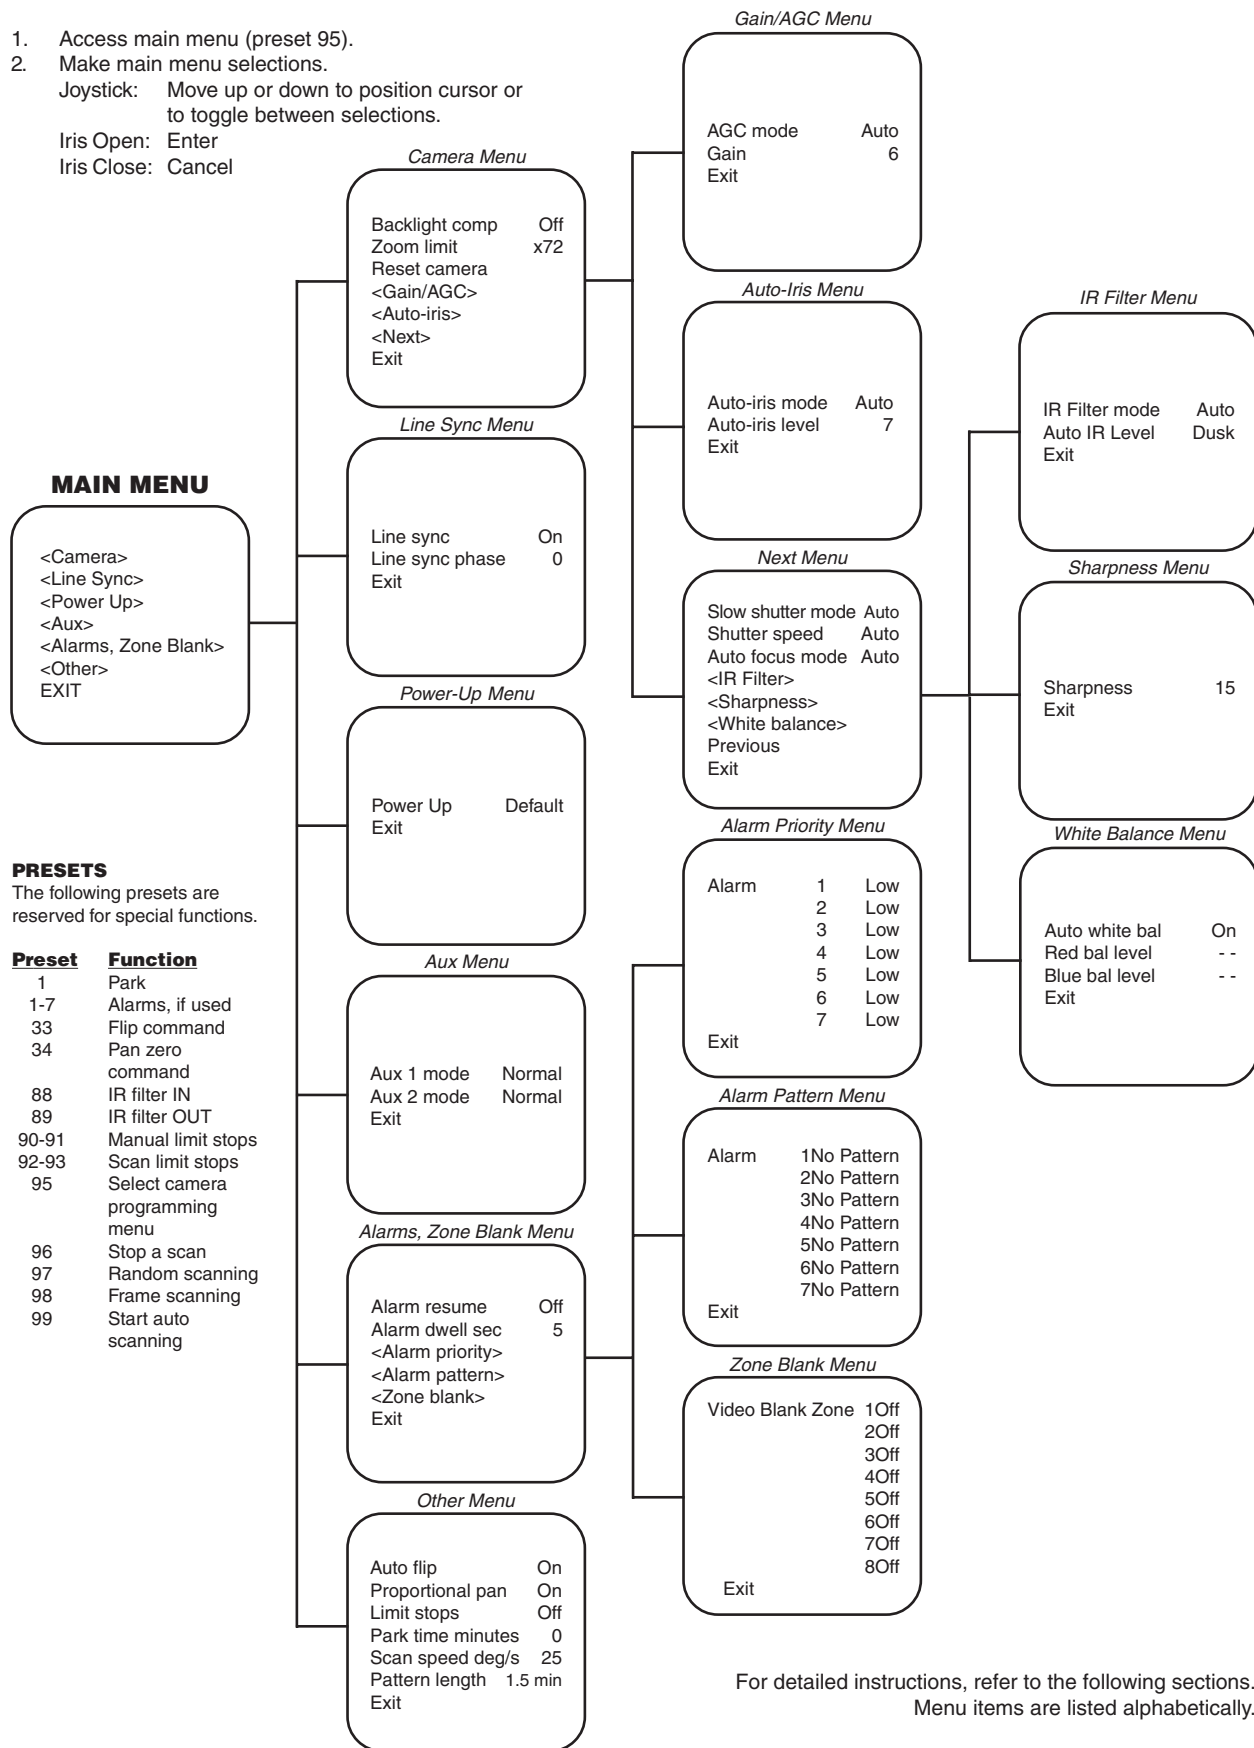 1. Access main menu (preset 95).
2. Make main menu selections.
Joystick: Move up or down to position cursor or
to toggle between selections.
Iris Open: Enter
Iris Close: Cancel
MAIN MENU
<Camera>
<Line Sync>
<Power Up>
<Aux>
<Alarms, Zone Blank>
<Other>
EXIT
PRESETS
The following presets are
reserved for special functions.
Preset Function
1 Park
1-7 Alarms, if used
33 Flip command
34 Pan zero
command
88 IR filter IN
89 IR filter OUT
90-91 Manual limit stops
92-93 Scan limit stops
95 Select camera
programming
menu
96 Stop a scan
97 Random scanning
98 Frame scanning
99 Start auto
scanning
Camera Menu
Backlight comp Off
Zoom limit x72
Reset camera
<Gain/AGC>
<Auto-iris>
<Next>
Exit
Line Sync Menu
Line sync On
Line sync phase 0
Exit
Power-Up Menu
Power Up Default
Exit
Aux Menu
Aux 1 mode Normal
Aux 2 mode Normal
Exit
Alarms, Zone Blank Menu
Alarm resume Off
Alarm dwell sec 5
<Alarm priority>
<Alarm pattern>
<Zone blank>
Exit
Other Menu
Auto flip On
Proportional pan On
Limit stops Off
Park time minutes 0
Scan speed deg/s 25
Pattern length 1.5 min
Exit
Gain/AGC Menu
AGC mode Auto
Gain 6
Exit
Auto-Iris Menu
Auto-iris mode Auto
Auto-iris level 7
Exit
Next Menu
Slow shutter mode Auto
Shutter speed Auto
Auto focus mode Auto
<IR Filter>
<Sharpness>
<White balance>
Previous
Exit
Alarm Priority Menu
Alarm 1 Low
2 Low
3 Low
4 Low
5 Low
6 Low
7 Low
Exit
Alarm Pattern Menu
Alarm 1No Pattern
2No Pattern
3No Pattern
4No Pattern
5No Pattern
6No Pattern
7No Pattern
Exit
Zone Blank Menu
Video Blank Zone 1Off
2Off
3Off
4Off
5Off
6Off
7Off
8Off
Exit
IR Filter Menu
IR Filter mode Auto
Auto IR Level Dusk
Exit
Sharpness Menu
Sharpness 15
Exit
White Balance Menu
Auto white bal On
Red bal level - -
Blue bal level - -
Exit
For detailed instructions, refer to the following sections.
Menu items are listed alphabetically.